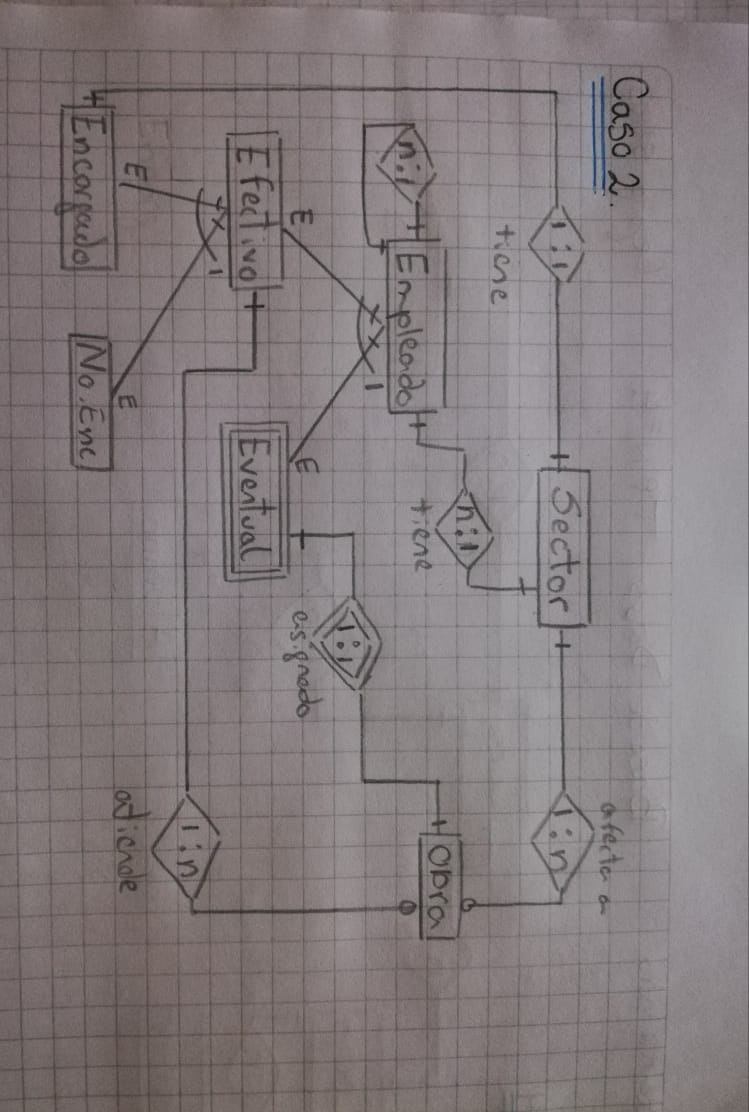 Caso 2.
1:1
tiene
Sector
afecta a
1:n
n:1
Empleado
n:1
tiene
Obra
1
E
E
Efectivo
Eventual
1:1
asignado
1
E
E
Encargado
No.Enc
1:n
atiende